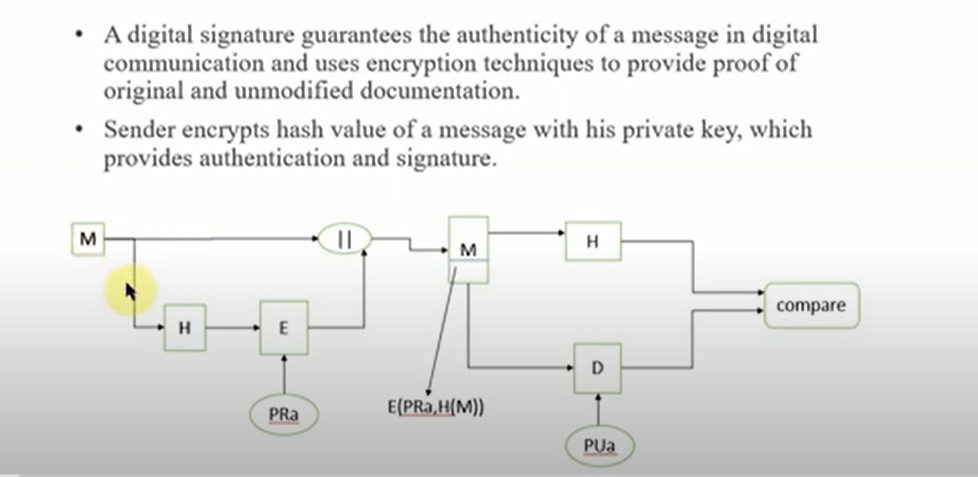 • A digital signature guarantees the authenticity of a message in digital
communication and uses encryption techniques to provide proof of
original and unmodified documentation.
• Sender encrypts hash value of a message with his private key, which
provides authentication and signature.
M
||
M
H
H
E
compare
D
PRa
E(PRa,H(M))
PUa